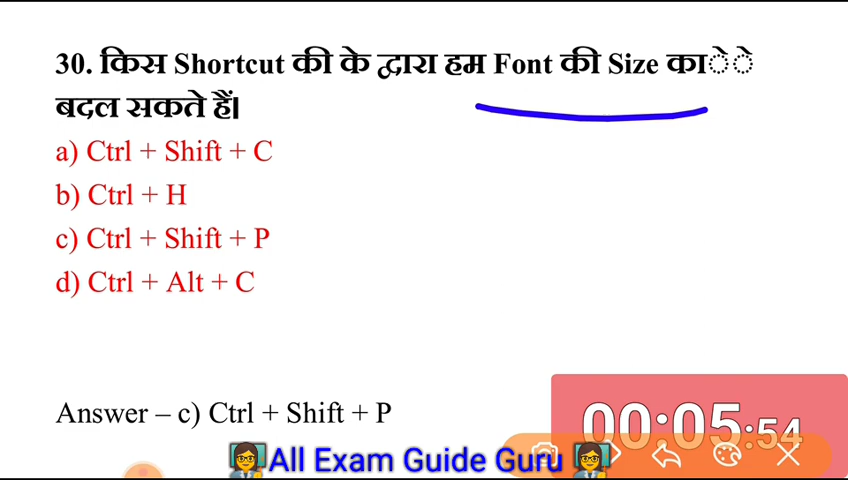 30. किस Shortcut की के द्वारा हम Font की Size काेे
बदल सकते हैं।
a) Ctrl + Shift + C
b) Ctrl + H
c) Ctrl + Shift + P
d) Ctrl + Alt + C
Answer – c) Ctrl + Shift + P
00:05:54
All Exam Guide Guru